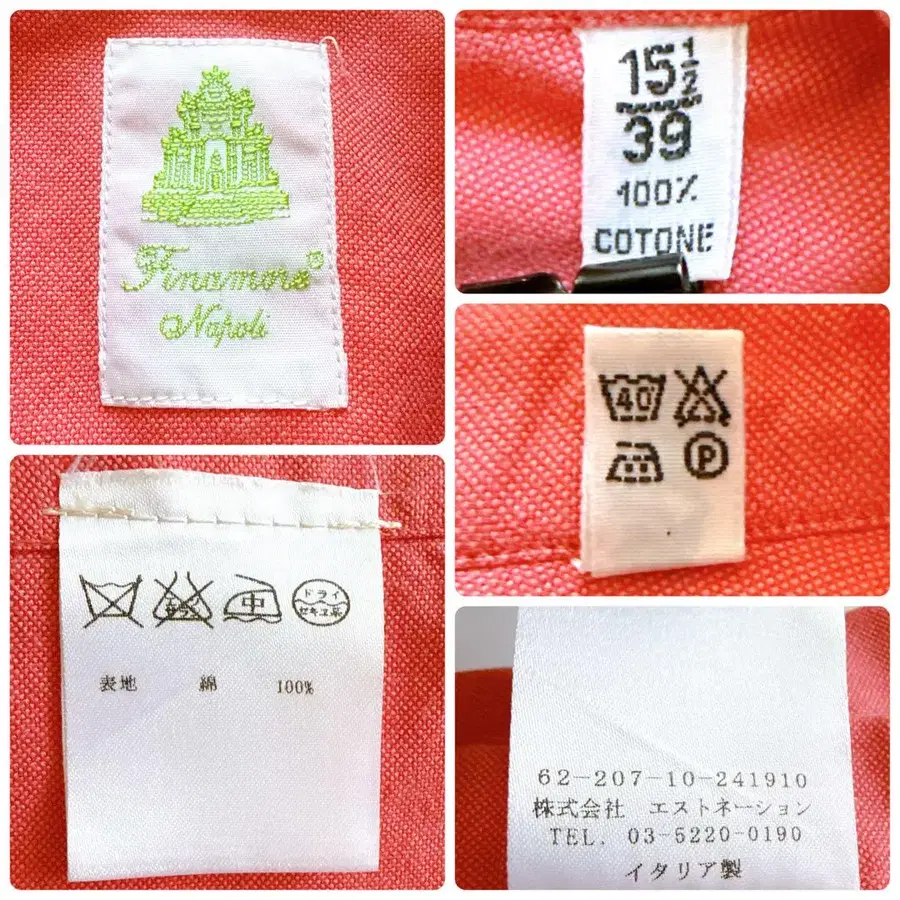 Finamore®
Napoli
15 1/2
39
100%
COTONE
40°
P
中
ドライ
セキユ系
表地 綿 100%
62-207-10-241910
株式会社 エストネーション
TEL. 03-5220-0190
イタリア製